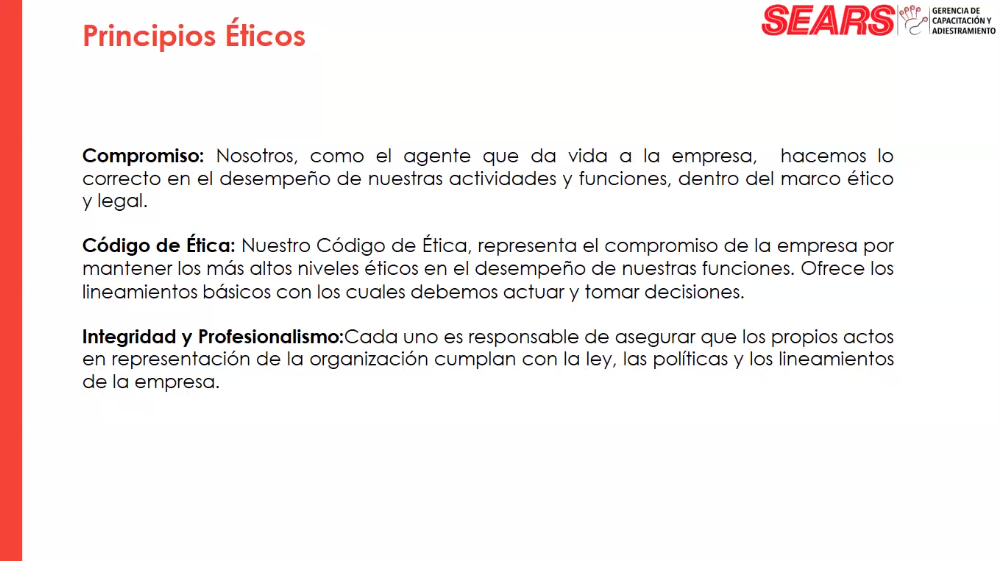 Principios Éticos
SEARS
GERENCIA DE
CAPACITACIÓN Y
ADIESTRAMIENTO
Compromiso: Nosotros, como el agente que da vida a la empresa, hacemos lo
correcto en el desempeño de nuestras actividades y funciones, dentro del marco ético
y legal.
Código de Ética: Nuestro Código de Ética, representa el compromiso de la empresa por
mantener los más altos niveles éticos en el desempeño de nuestras funciones. Ofrece los
lineamientos básicos con los cuales debemos actuar y tomar decisiones.
Integridad y Profesionalismo:Cada uno es responsable de asegurar que los propios actos
en representación de la organización cumplan con la ley, las políticas y los lineamientos
de la empresa.